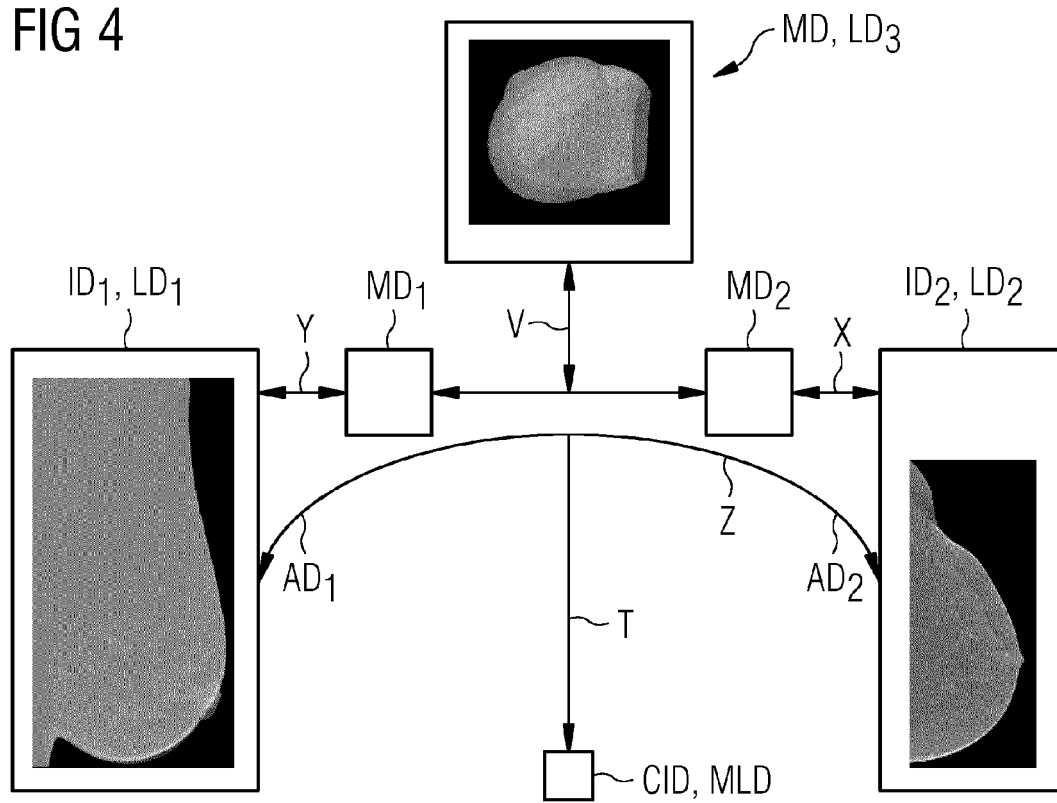 FIG 4
MD, LD3
ID1, LD1
MD1
V
MD2
ID2, LD2
Y
X
Z
AD1
AD2
T
CID, MLD